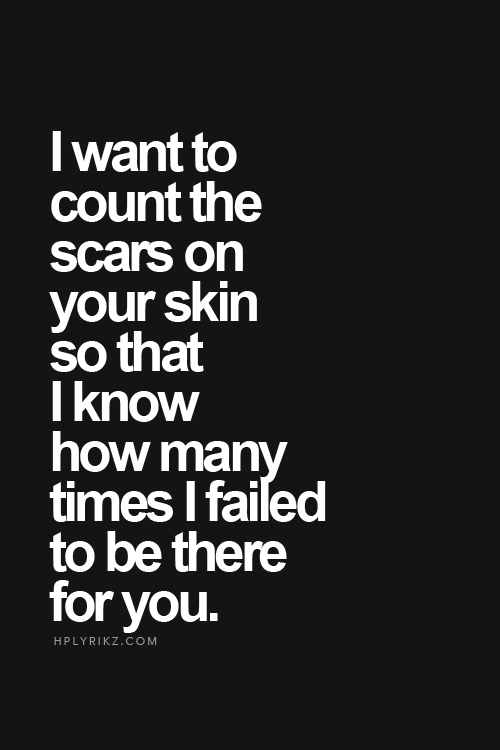 I want to
count the
scars on
your skin
so that
I know
how many
times I failed
to be there
for you.
HPLYRIKZ.COM